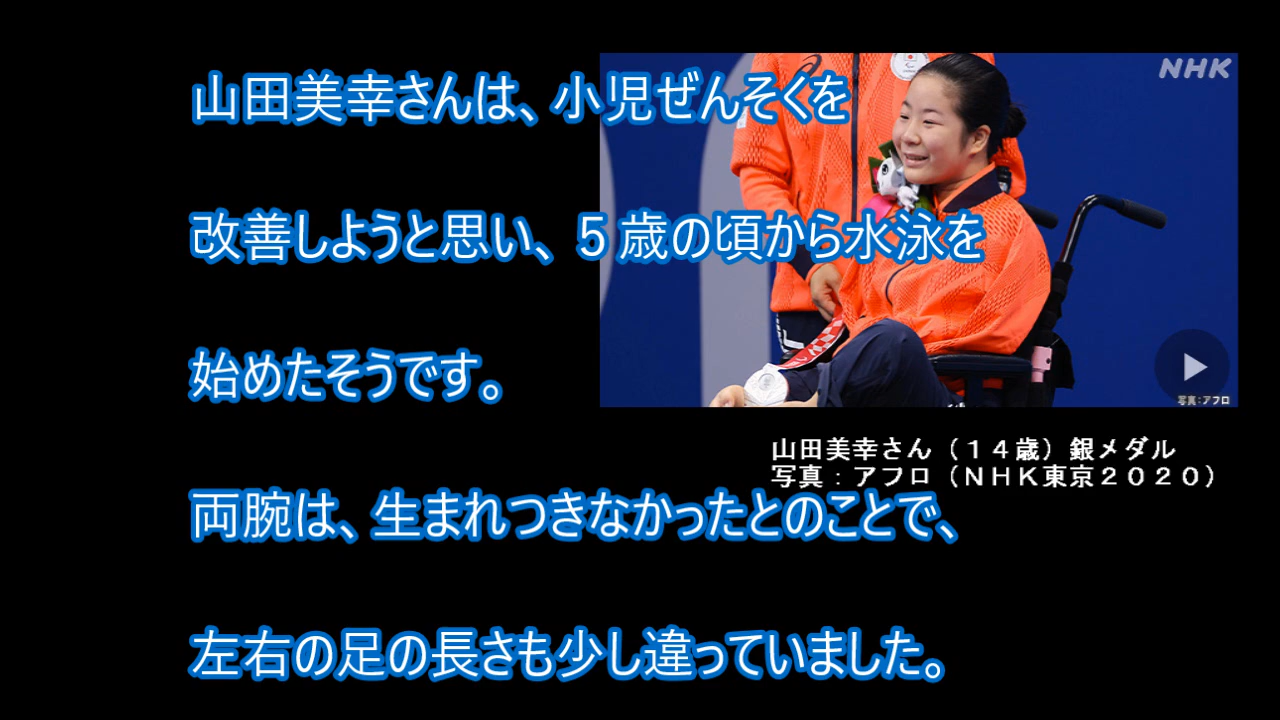 山田美幸さんは、小児ぜんそくを
改善しようと思い、５歳の頃から水泳を
始めたそうです。
両腕は、生まれつきなかったとのことで、
左右の足の長さも少し違っていました。
NHK
写真：アフロ
山田美幸さん（１４歳）銀メダル
写真：アフロ（ＮＨＫ東京２０２０）